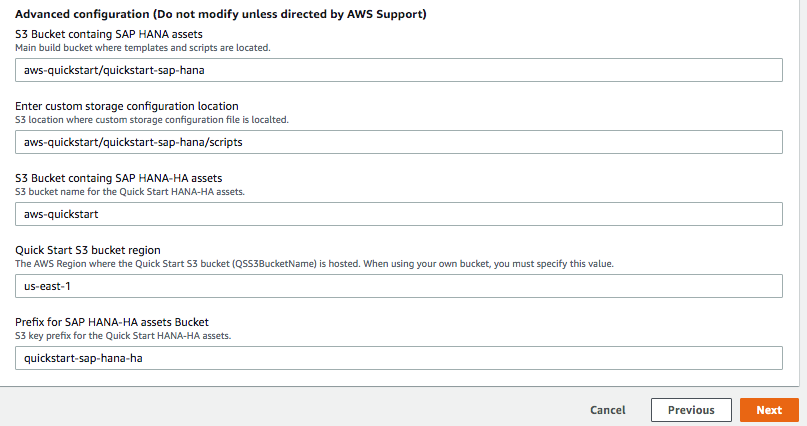 Advanced configuration (Do not modify unless directed by AWS Support)
S3 Bucket containg SAP HANA assets
Main build bucket where templates and scripts are located.
aws-quickstart/quickstart-sap-hana
Enter custom storage configuration location
S3 location where custom storage configuration file is localted.
aws-quickstart/quickstart-sap-hana/scripts
S3 Bucket containg SAP HANA-HA assets
S3 bucket name for the Quick Start HANA-HA assets.
aws-quickstart
Quick Start S3 bucket region
The AWS Region where the Quick Start S3 bucket (QSS3BucketName) is hosted. When using your own bucket, you must specify this value.
us-east-1
Prefix for SAP HANA-HA assets Bucket
S3 key prefix for the Quick Start HANA-HA assets.
quickstart-sap-hana-ha
Cancel Previous Next